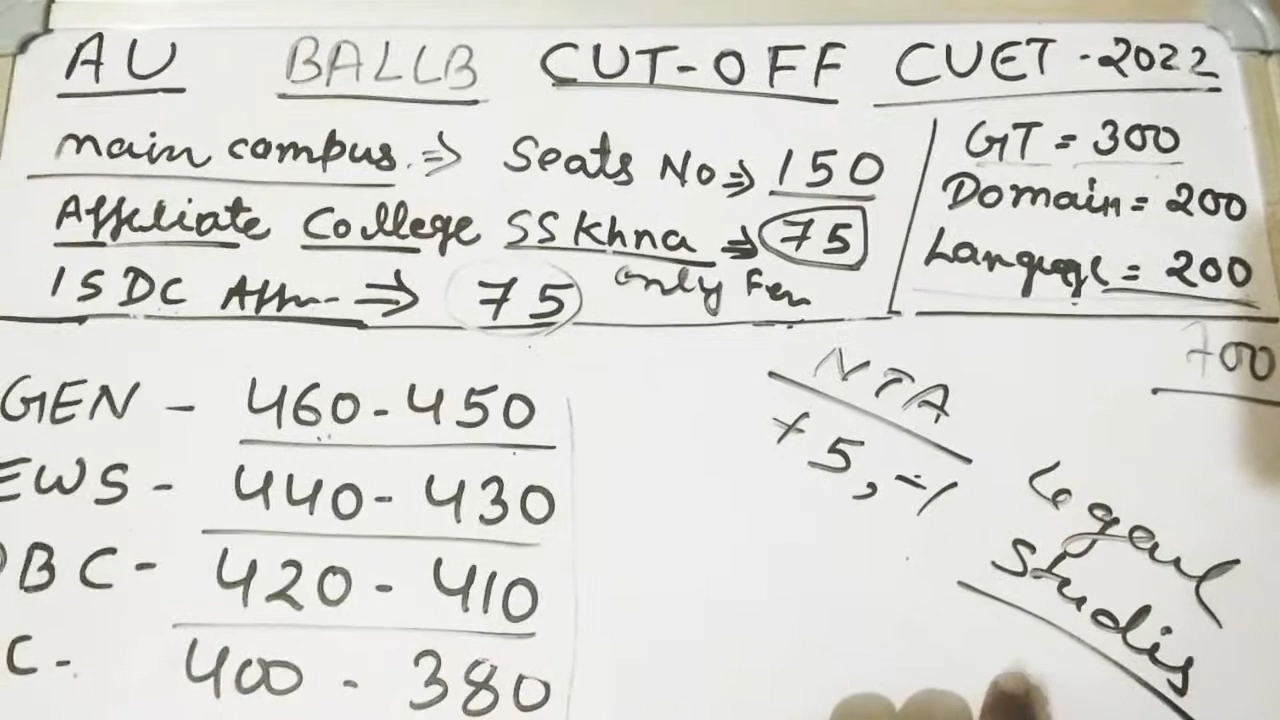 AU BALLB CUT-OFF CUET-2022
main campus. ⇒ Seats No ⇒ 150
Affiliate College SS Khna ⇒ 75
only Fem
ISDC Affi... ⇒ 75
GT = 300
Domain = 200
Language = 200
700
GEN - 460-450
EWS - 440-430
OBC - 420-410
C- 400-380
NTA
+5, -1
Legal
Studis